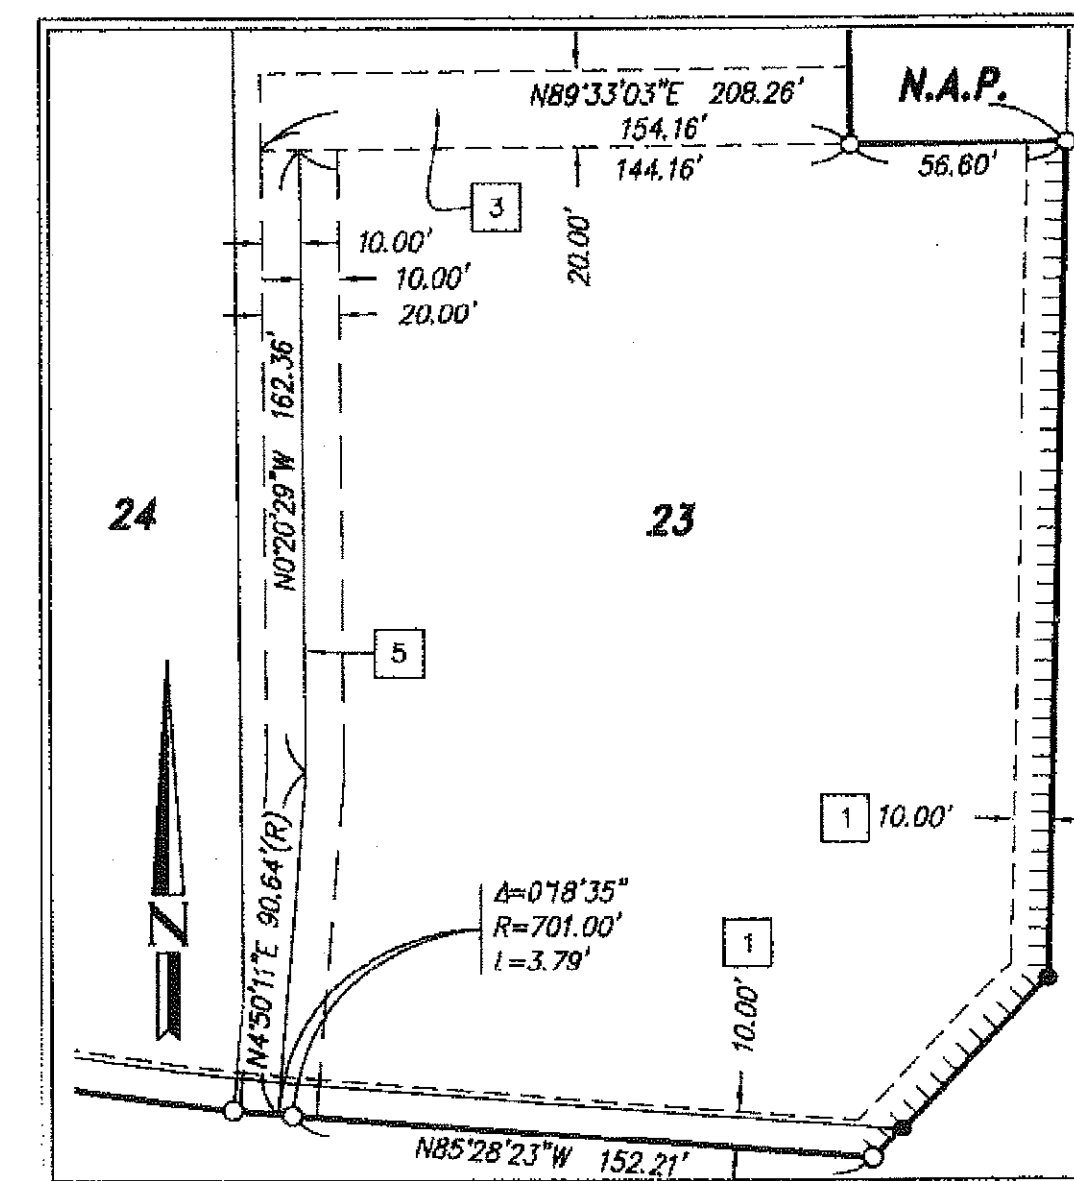 N89°33'03"E 208.26'
N.A.P.
154.16'
144.16'
56.60'
3
20.00'
10.00'
10.00'
20.00'
N0°20'29"W 162.36'
24
23
5
1 10.00'
N4°50'11"E 90.64'(R)
Δ=0°18'35"
R=701.00'
L=3.79'
1
10.00'
N
N85°28'23"W 152.21'